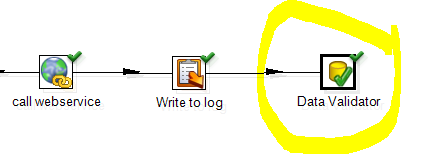 call webservice
Write to log
Data Validator